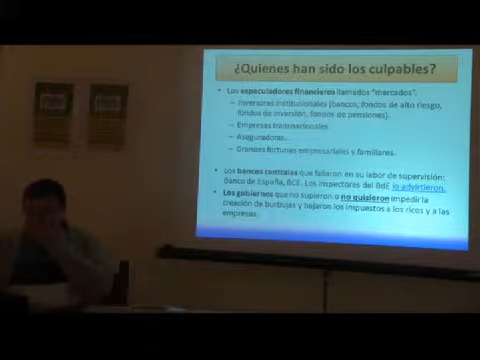 ¿Quienes han sido los culpables?
• Los especuladores financieros llamados "mercados".
– Inversores institucionales (bancos, fondos de alto riesgo,
fondos de inversión, fondos de pensiones).
– Empresas transnacionales
– Aseguradoras...
– Grandes fortunas empresariales y familiares.
• Los bancos centrales que fallaron en su labor de supervisión:
Banco de España, BCE. Los inspectores del BdE lo advirtieron.
• Los gobiernos que no supieron o no quisieron impedir la
creación de burbujas y bajaron los impuestos a los ricos y a las
empresas.